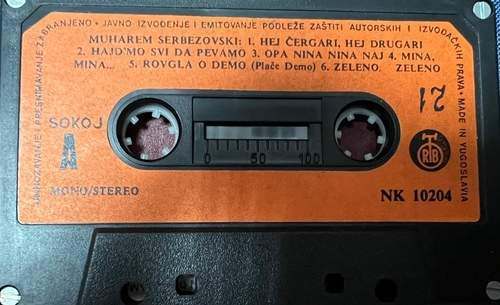 ZABRANJENO • JAVNO IZVOĐENJE I EMITOVANJE PODLEŽE ZAŠTITI AUTORSKIH I IZVOĐAČKIH PRAVA • MADE IN YUGOSLAVIA
UMNOŽAVANJE I PRESNIMAVANJE
MUHAREM SERBEZOVSKI: 1. HEJ ČERGARI, HEJ DRUGARI
2. HAJD'MO SVI DA PEVAMO 3. OPA NINA NINA NAJ 4. MINA,
MINA,.. 5. ROVGLA O DEMO (Plače Demo) 6. ZELENO, ZELENO
SOKOJ
A
0 50 100
21
RTB
MONO/STEREO
NK 10204